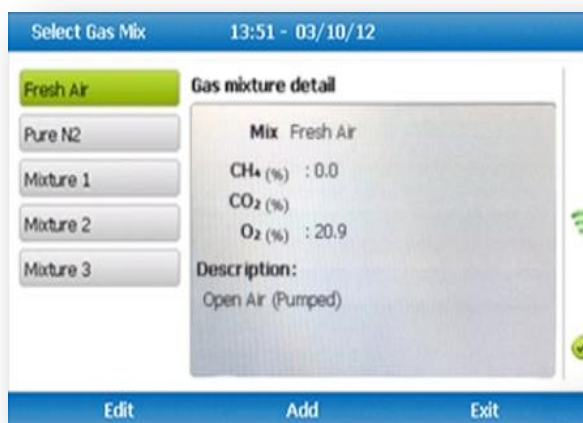 Select Gas Mix 13:51 - 03/10/12
Fresh Air
Pure N2
Mixture 1
Mixture 2
Mixture 3
Gas mixture detail
Mix Fresh Air
CH₄ (%) : 0.0
CO₂ (%)
O₂ (%) : 20.9
Description:
Open Air (Pumped)
Edit Add Exit